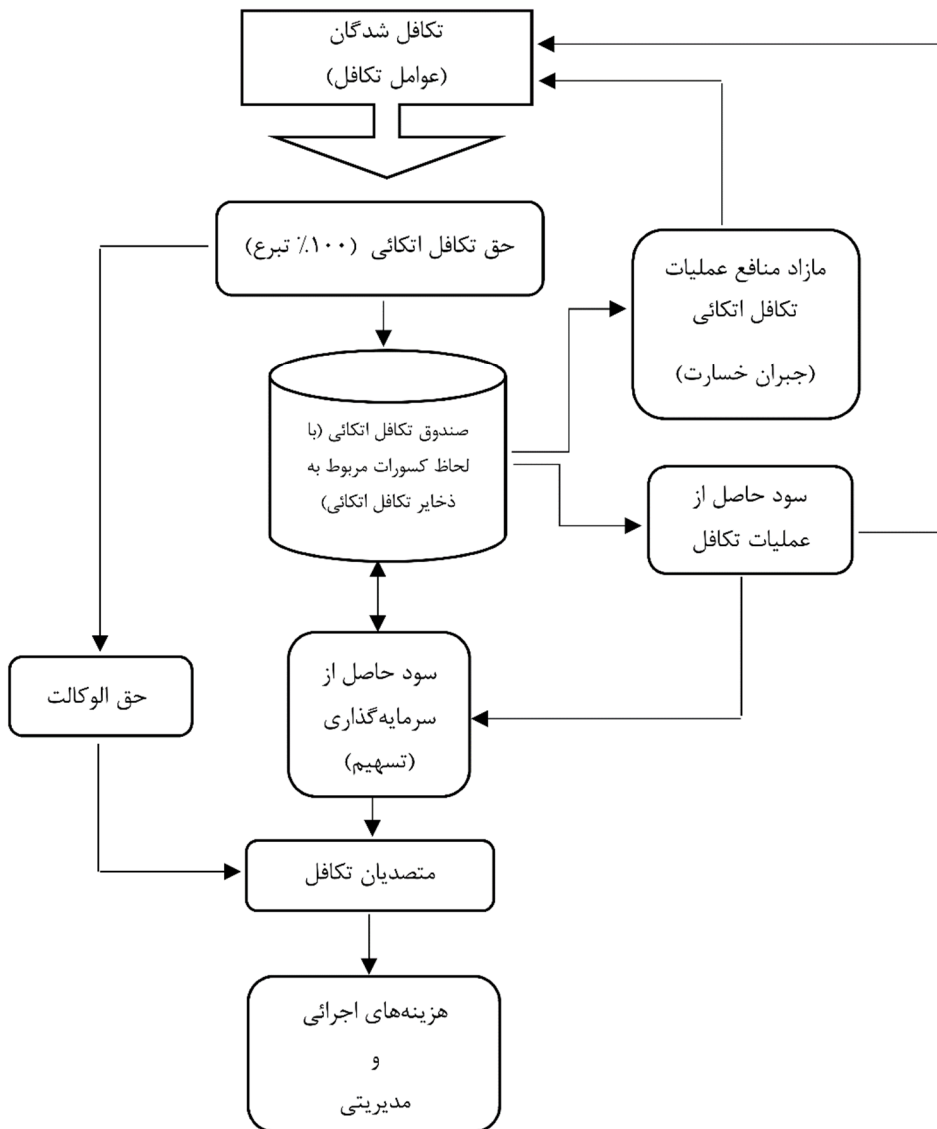 تکافل شدگان
(عوامل تکافل)
حق تکافل اتکائی (۱۰۰٪ تبرع)
مازاد منافع عملیات
تکافل اتکائی
(جبران خسارت)
صندوق تکافل اتکائی (با
لحاظ کسورات مربوط به
ذخایر تکافل اتکائی)
سود حاصل از
عملیات تکافل
سود حاصل از
سرمایه‌گذاری
(تسهیم)
حق الوکالت
متصدیان تکافل
هزینه‌های اجرائی
و
مدیریتی